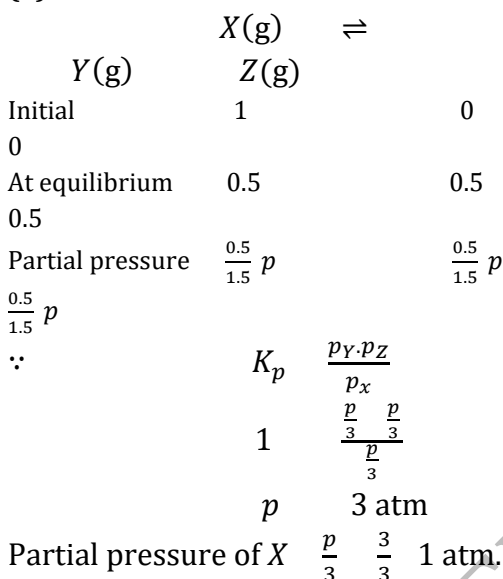 X(g) ⇌
Y(g) Z(g)
Initial 1 0
0
At equilibrium 0.5 0.5
0.5
Partial pressure 0.5/1.5 p 0.5/1.5 p
0.5/1.5 p
∵ K_p p_Y.p_Z/p_x
1 p/3 p/3 / p/3
p 3 atm
Partial pressure of X p/3 3/3 1 atm.